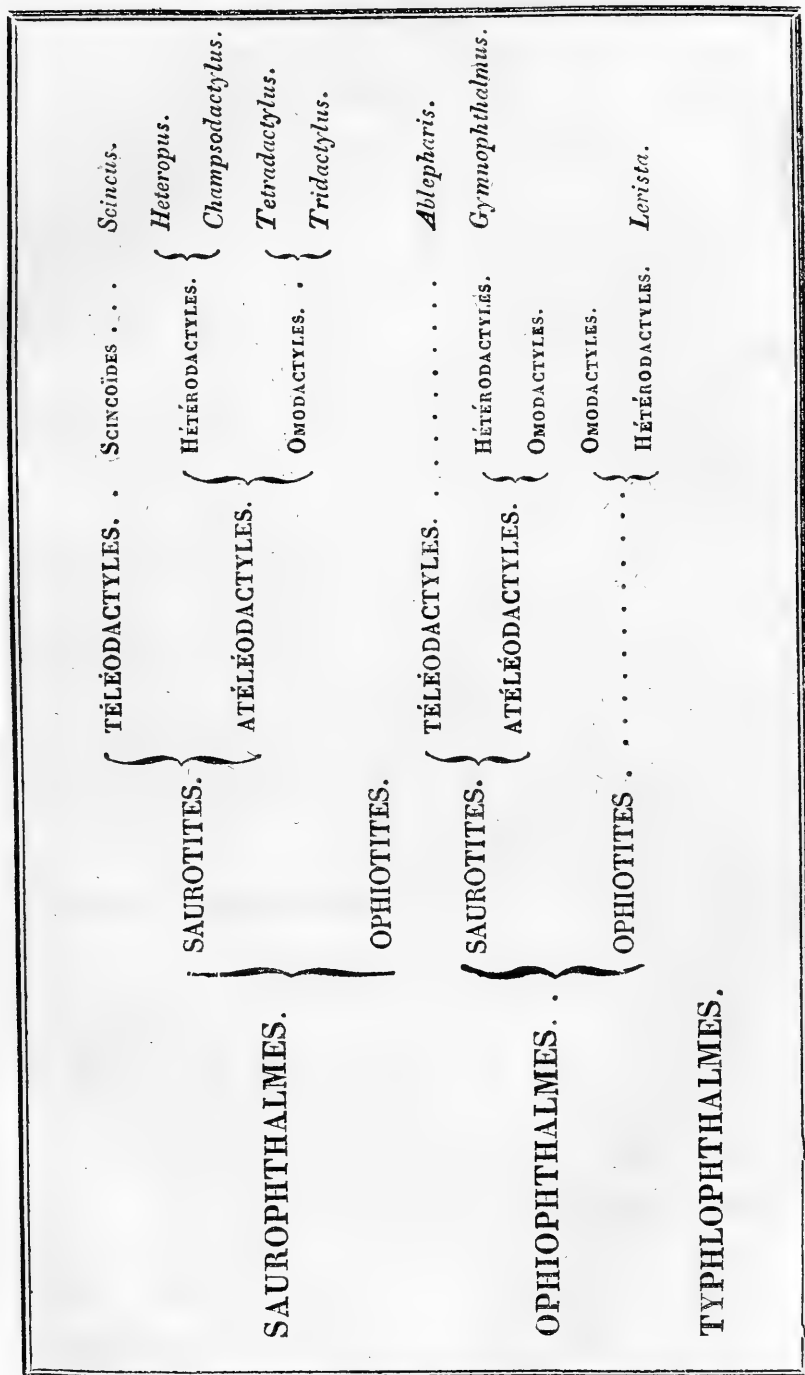 SAUROPHTHALMES.
SAUROTITES.
TÉLÉODACTYLES. . SCINCOÏDES . . . Scincus.
ATÉLÉODACTYLES.
HÉTÉRODACTYLES.
Heteropus.
Champsodactylus.
OMODACTYLES. .
Tetradactylus.
Tridactylus.
OPHIOTITES.
OPHIOPHTHALMES. .
SAUROTITES.
TÉLÉODACTYLES. . . . . . . . . . . Ablepharis.
ATÉLÉODACTYLES.
HÉTÉRODACTYLES. Gymnophthalmus.
OMODACTYLES.
OPHIOTITES . . . . . . . . . . . .
OMODACTYLES.
HÉTÉRODACTYLES. Lerista.
TYPHLOPHTHALMES.